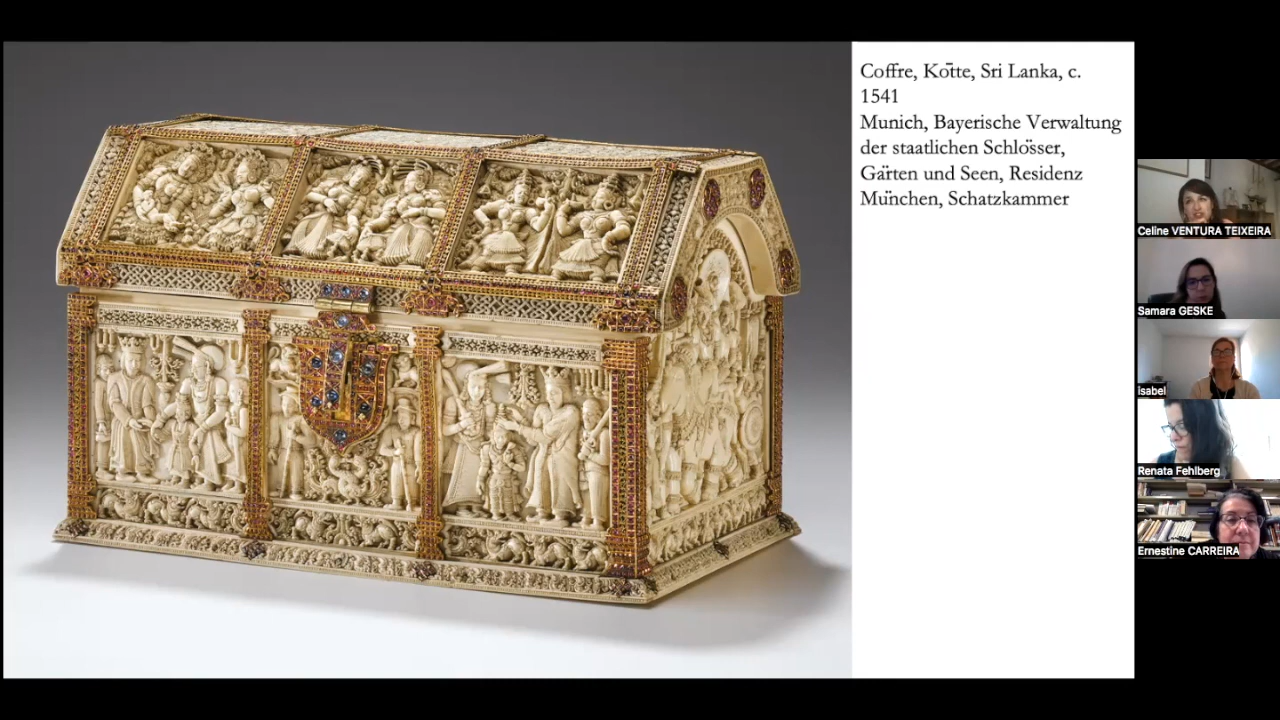 Coffre, Kōtte, Sri Lanka, c.
1541
Munich, Bayerische Verwaltung
der staatlichen Schlösser,
Gärten und Seen, Residenz
München, Schatzkammer
Celine VENTURA TEIXEIRA
Samara GESKE
isabel
Renata Fehlberg
Ernestine CARREIRA